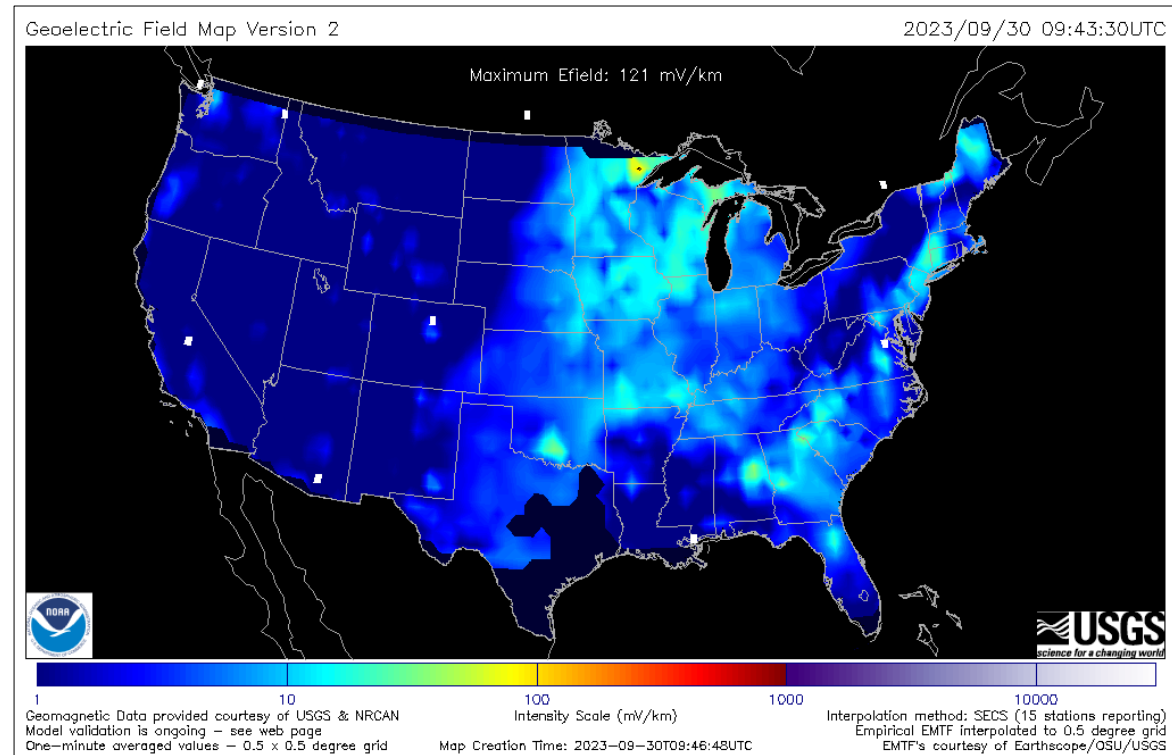 Geoelectric Field Map Version 2
2023/09/30 09:43:30UTC
Maximum Efield: 121 mV/km
NOAA
USGS
science for a changing world
1
10
100
1000
10000
Geomagnetic Data provided courtesy of USGS & NRCAN
Intensity Scale (mV/km)
Interpolation method: SECS (15 stations reporting)
Model validation is ongoing - see web page
Empirical EMTF interpolated to 0.5 degree grid
One-minute averaged values - 0.5 x 0.5 degree grid
Map Creation Time: 2023-09-30T09:46:48UTC
EMTF's courtesy of Earthscope/OSU/USGS